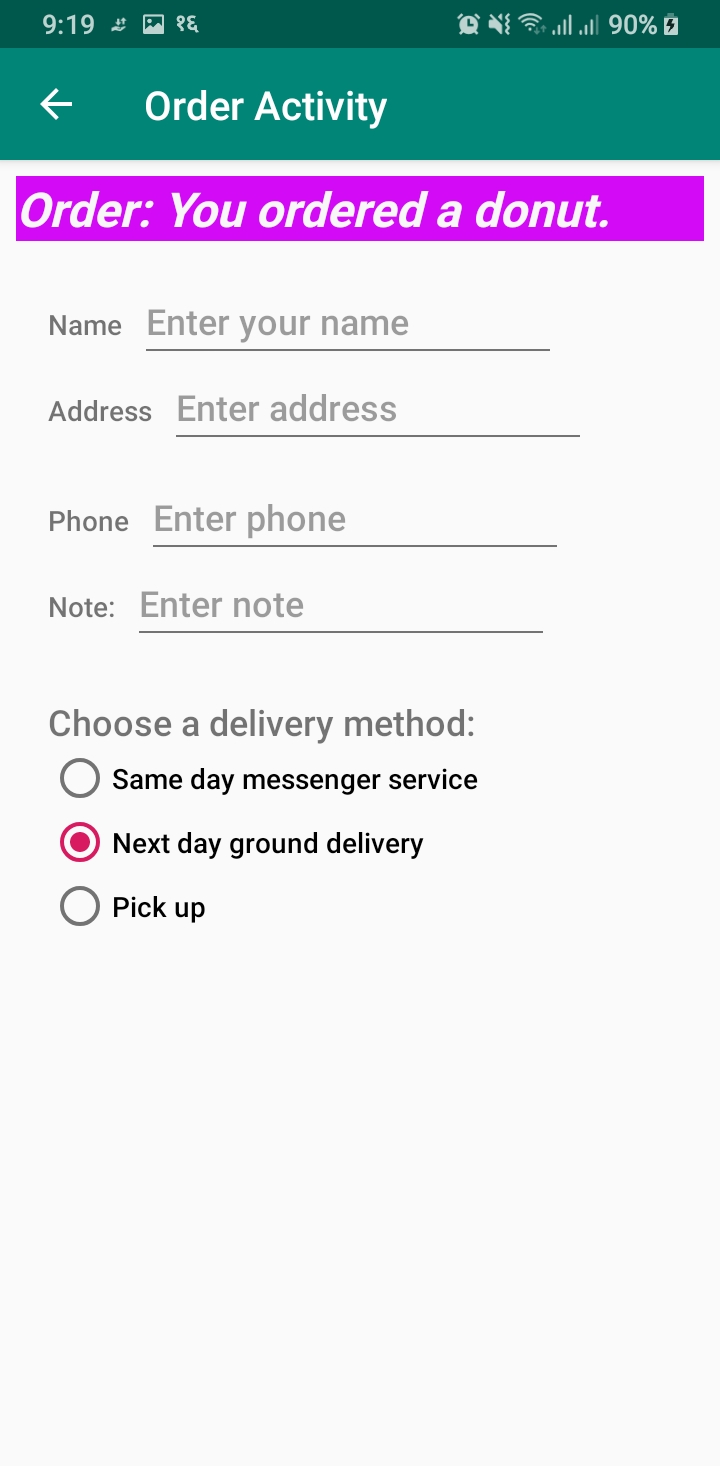 9:19 १६ 90%
Order Activity
Order: You ordered a donut.
Name Enter your name
Address Enter address
Phone Enter phone
Note: Enter note
Choose a delivery method:
Same day messenger service
Next day ground delivery
Pick up